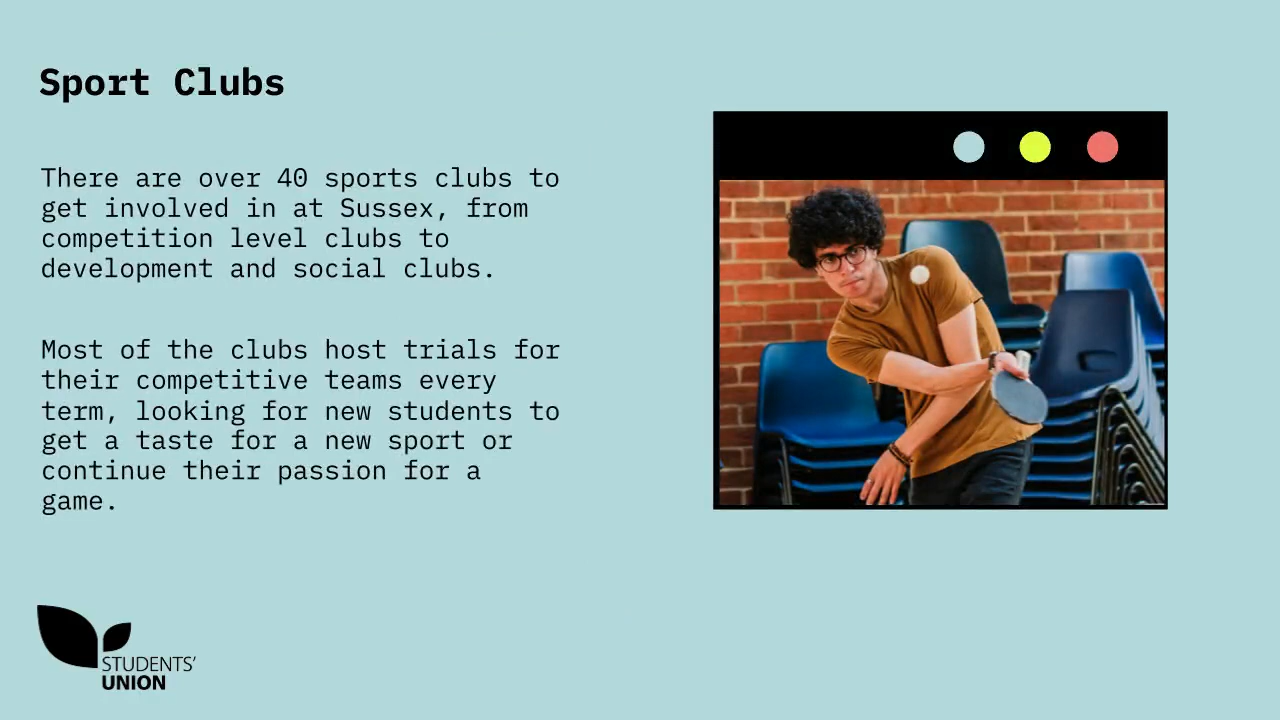 Sport Clubs
There are over 40 sports clubs to
get involved in at Sussex, from
competition level clubs to
development and social clubs.
Most of the clubs host trials for
their competitive teams every
term, looking for new students to
get a taste for a new sport or
continue their passion for a
game.
STUDENTS’
UNION